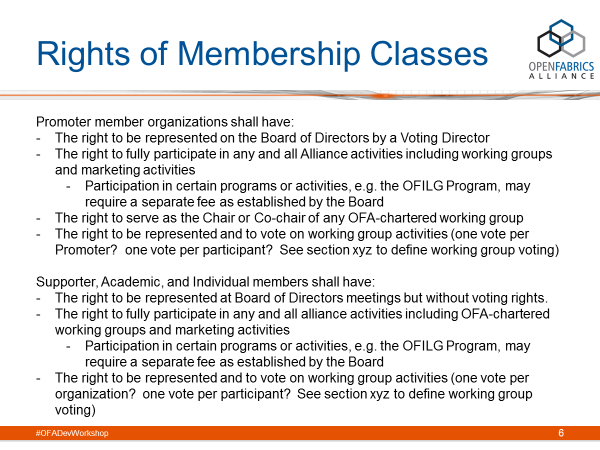 Rights of Membership Classes
OPENFABRICS
ALLIANCE
Promoter member organizations shall have:
- The right to be represented on the Board of Directors by a Voting Director
- The right to fully participate in any and all Alliance activities including working groups
and marketing activities
- Participation in certain programs or activities, e.g. the OFILG Program, may
require a separate fee as established by the Board
- The right to serve as the Chair or Co-chair of any OFA-chartered working group
- The right to be represented and to vote on working group activities (one vote per
Promoter?  one vote per participant?  See section xyz to define working group voting)
Supporter, Academic, and Individual members shall have:
- The right to be represented at Board of Directors meetings but without voting rights.
- The right to fully participate in any and all alliance activities including OFA-chartered
working groups and marketing activities
- Participation in certain programs or activities, e.g. the OFILG Program, may
require a separate fee as established by the Board
- The right to be represented and to vote on working group activities (one vote per
organization?  one vote per participant?  See section xyz to define working group
voting)
#OFADevWorkshop
6